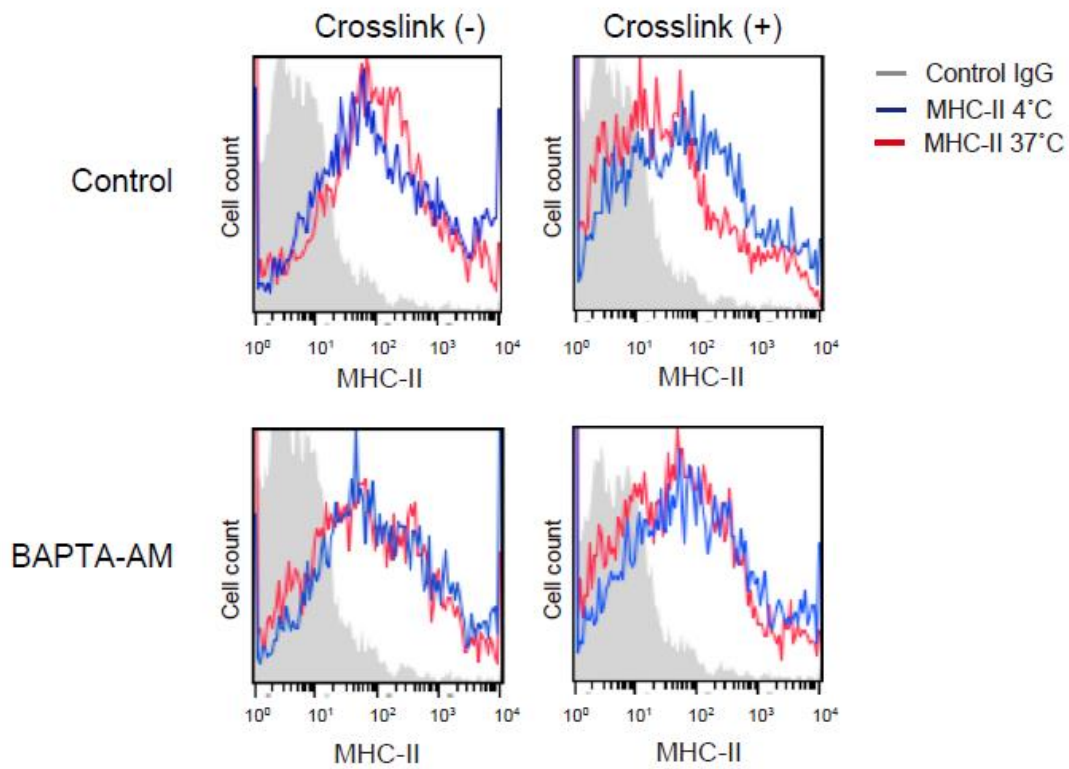 Crosslink (-) Crosslink (+)
Control IgG
MHC-II 4˚C
MHC-II 37˚C
Control
Cell count
Cell count
10⁰ 10¹ 10² 10³ 10⁴
10⁰ 10¹ 10² 10³ 10⁴
MHC-II
MHC-II
BAPTA-AM
Cell count
Cell count
10⁰ 10¹ 10² 10³ 10⁴
10⁰ 10¹ 10² 10³ 10⁴
MHC-II
MHC-II